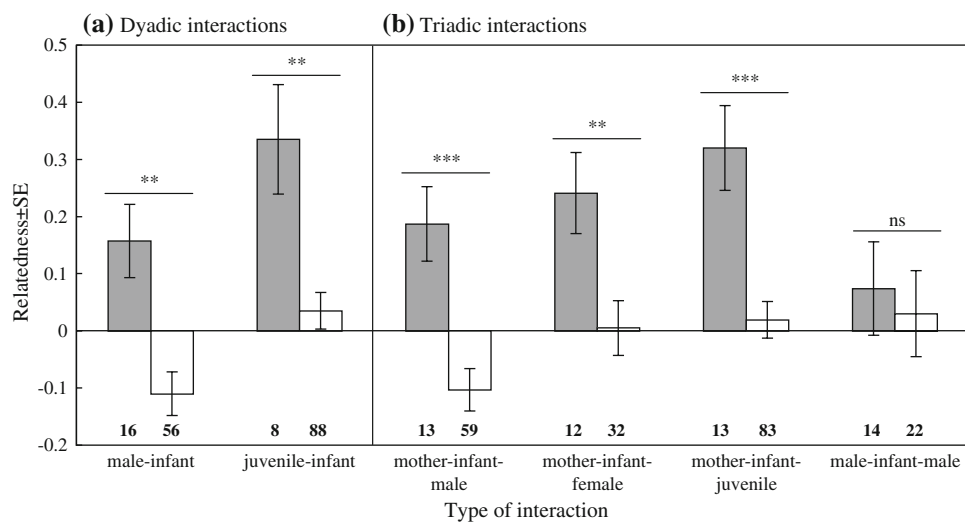 (a) Dyadic interactions
(b) Triadic interactions
0.5
0.4
0.3
0.2
0.1
0
-0.1
-0.2
Relatedness±SE
**
**
***
**
***
ns
16 56 8 88 13 59 12 32 13 83 14 22
male-infant
juvenile-infant
mother-infant-
male
mother-infant-
female
mother-infant-
juvenile
male-infant-male
Type of interaction